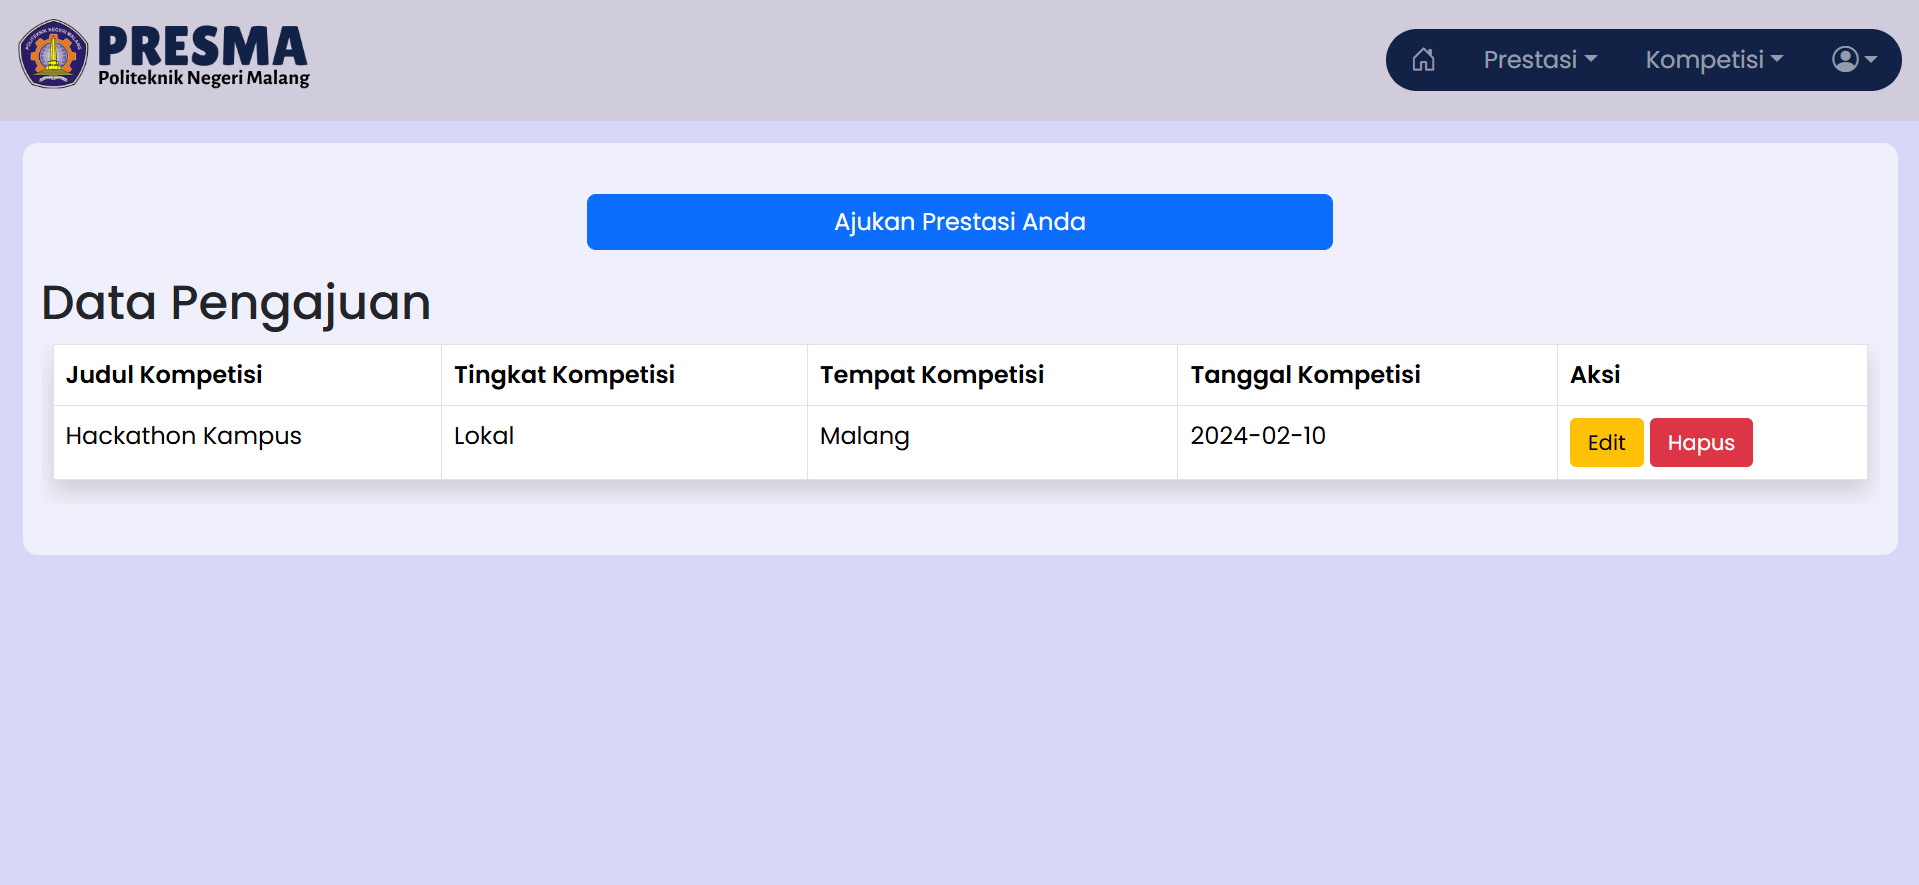 PRESMA
Politeknik Negeri Malang
Prestasi
Kompetisi
Ajukan Prestasi Anda
Data Pengajuan
Judul Kompetisi Tingkat Kompetisi Tempat Kompetisi Tanggal Kompetisi Aksi
Hackathon Kampus Lokal Malang 2024-02-10 Edit Hapus